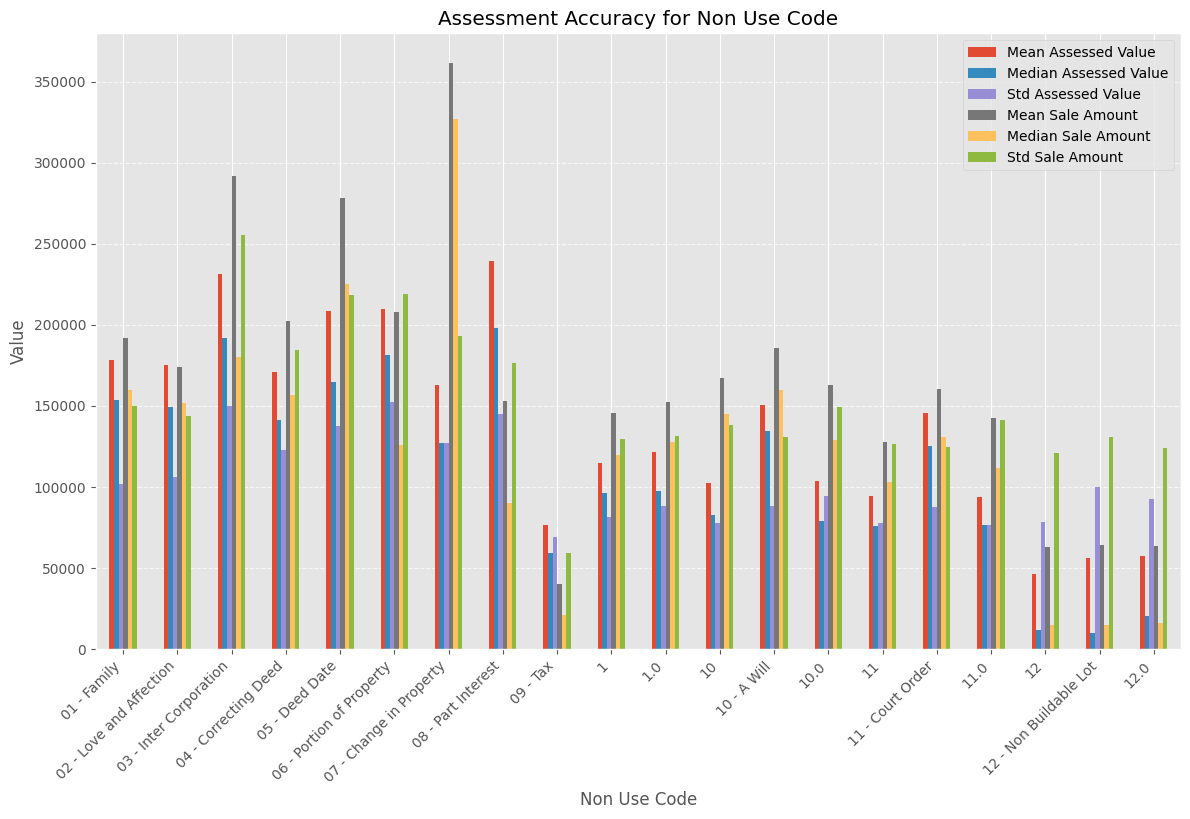 Assessment Accuracy for Non Use Code
Mean Assessed Value
Median Assessed Value
Std Assessed Value
Mean Sale Amount
Median Sale Amount
Std Sale Amount
Value
350000
300000
250000
200000
150000
100000
50000
0
01 - Family
02 - Love and Affection
03 - Inter Corporation
04 - Correcting Deed
05 - Deed Date
06 - Portion of Property
07 - Change in Property
08 - Part Interest
09 - Tax
1
1.0
10
10 - A Will
10.0
11
11 - Court Order
11.0
12
12 - Non Buildable Lot
12.0
Non Use Code